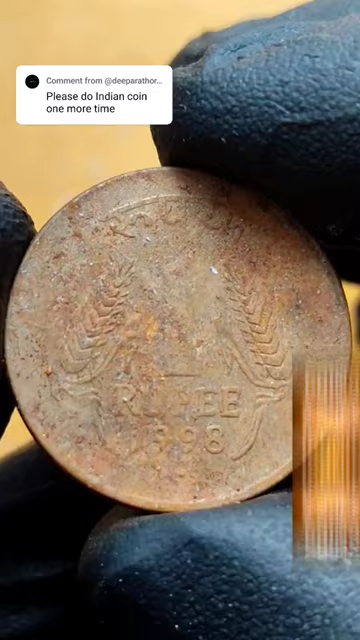 Comment from @deeparathor...
Please do Indian coin
one more time
1
RUPEE
1998